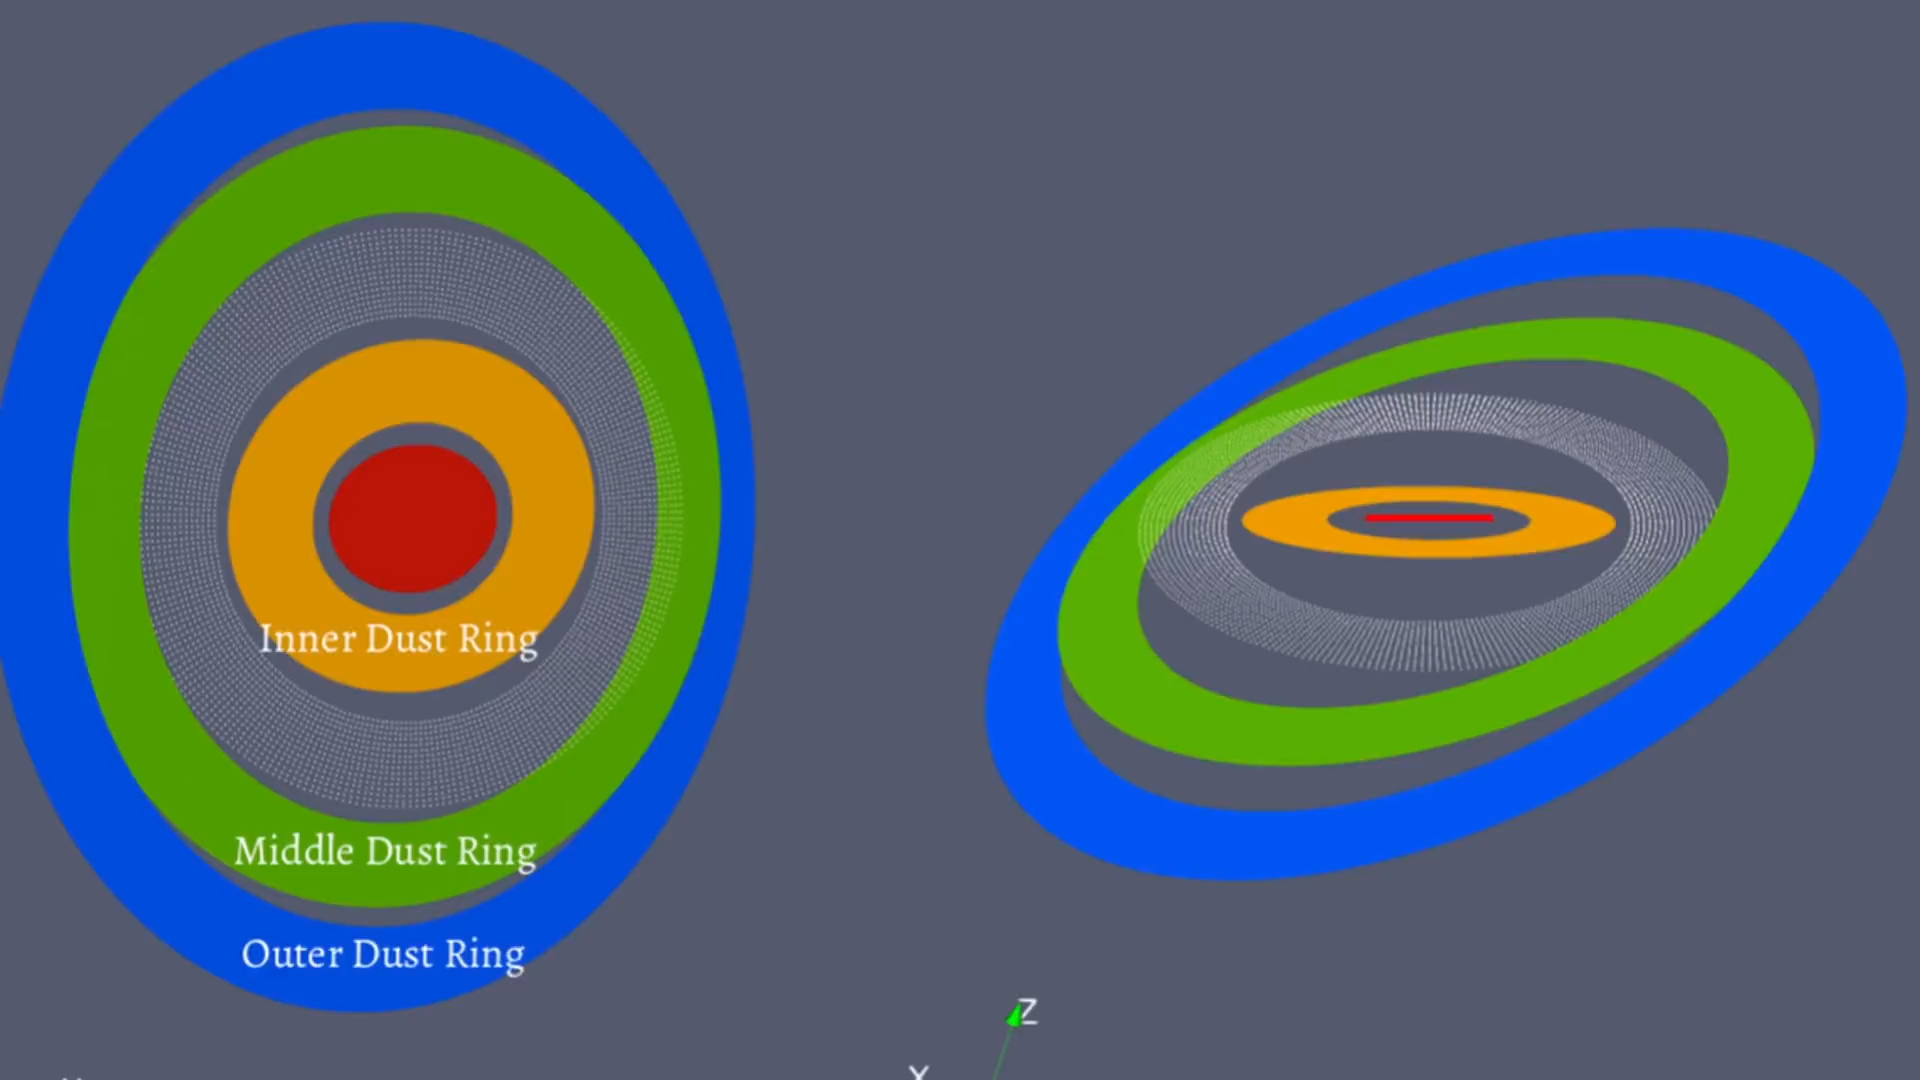 Inner Dust Ring
Middle Dust Ring
Outer Dust Ring
Z
X